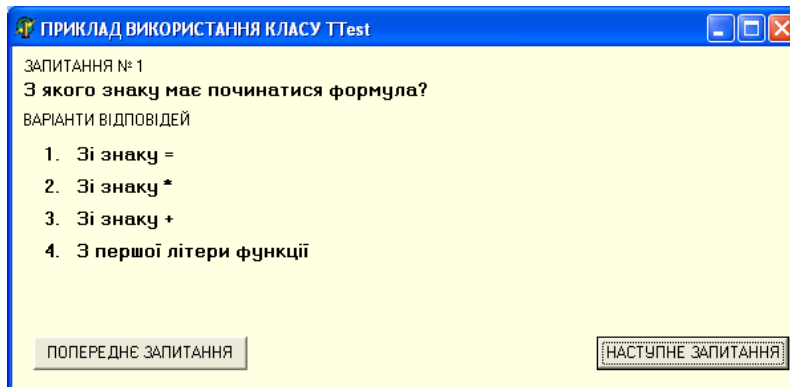 ПРИКЛАД ВИКОРИСТАННЯ КЛАСУ TTest
ЗАПИТАННЯ № 1
З якого знаку має починатися формула?
ВАРІАНТИ ВІДПОВІДЕЙ
1. Зі знаку =
2. Зі знаку *
3. Зі знаку +
4. З першої літери функції
ПОПЕРЕДНЄ ЗАПИТАННЯ
НАСТУПНЕ ЗАПИТАННЯ